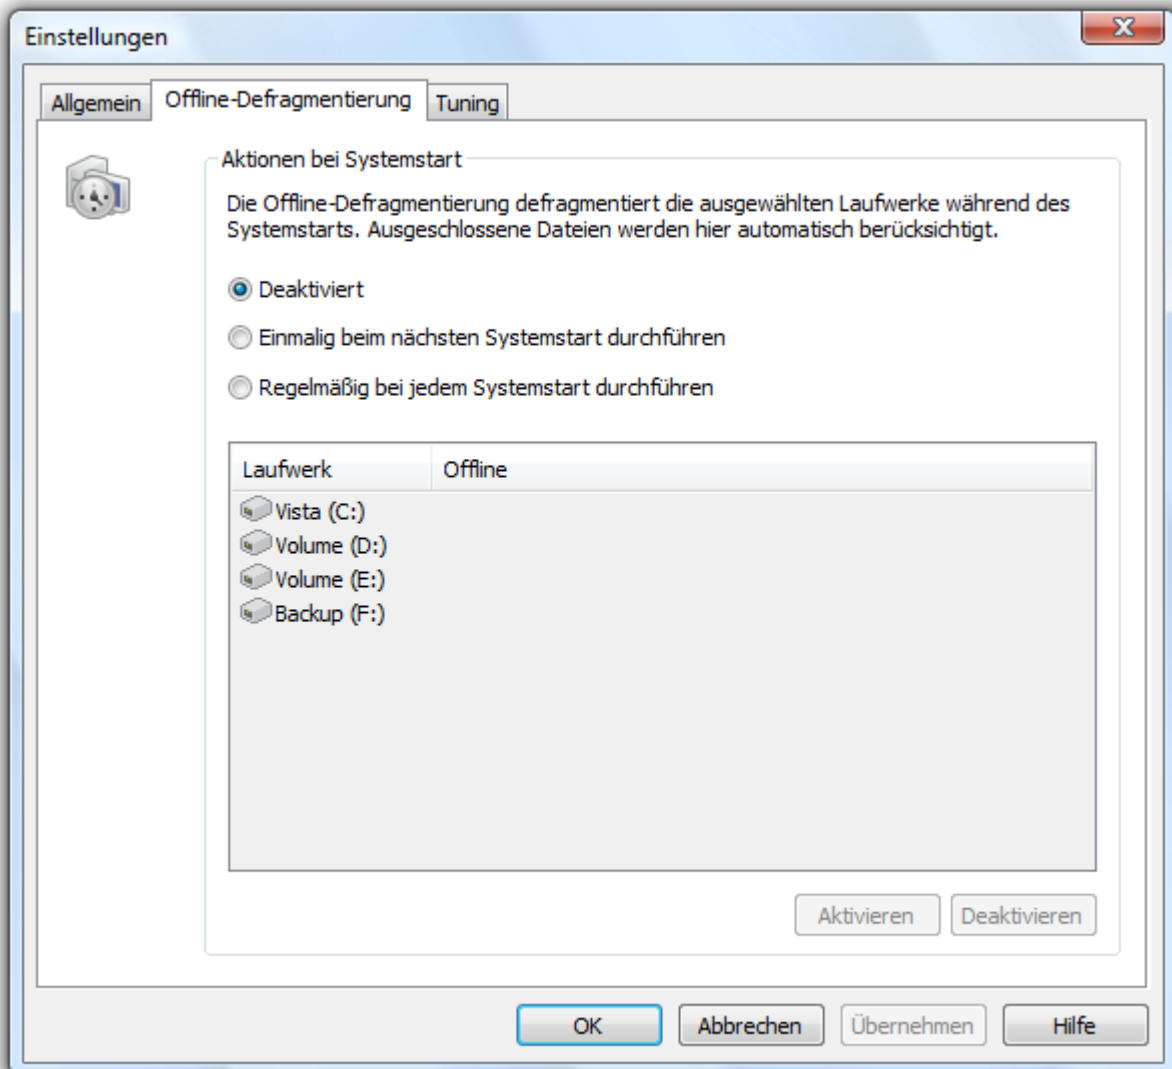 Einstellungen
Allgemein Offline-Defragmentierung Tuning
Aktionen bei Systemstart
Die Offline-Defragmentierung defragmentiert die ausgewählten Laufwerke während des
Systemstarts. Ausgeschlossene Dateien werden hier automatisch berücksichtigt.
Deaktiviert
Einmalig beim nächsten Systemstart durchführen
Regelmäßig bei jedem Systemstart durchführen
Laufwerk Offline
Vista (C:)
Volume (D:)
Volume (E:)
Backup (F:)
Aktivieren Deaktivieren
OK Abbrechen Übernehmen Hilfe